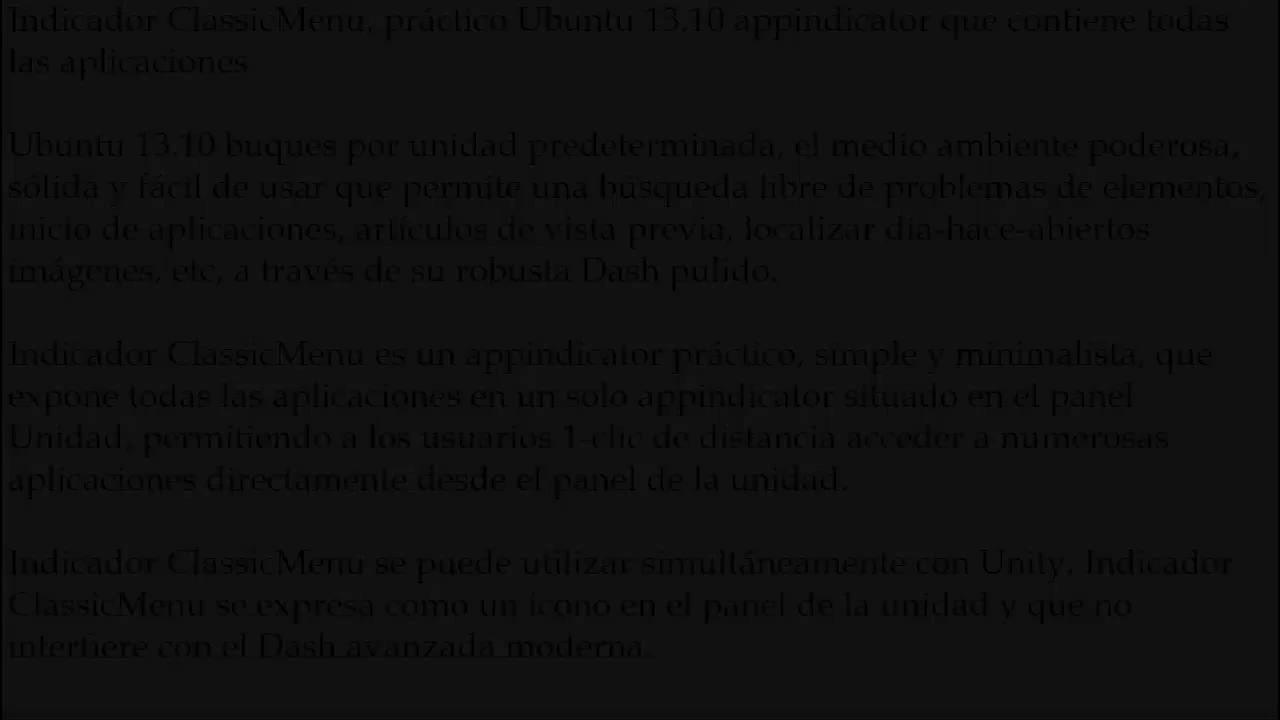 Indicador ClassicMenu, práctico Ubuntu 13.10 appindicator que contiene todas
las aplicaciones
Ubuntu 13.10 buques por unidad predeterminada, el medio ambiente poderosa,
sólida y fácil de usar que permite una búsqueda libre de problemas de elementos,
inicio de aplicaciones, artículos de vista previa, localizar día-hace-abiertos
imágenes, etc, a través de su robusta Dash pulido.
Indicador ClassicMenu es un appindicator práctico, simple y minimalista, que
expone todas las aplicaciones en un solo appindicator situado en el panel
Unidad, permitiendo a los usuarios 1-clic de distancia acceder a numerosas
aplicaciones directamente desde el panel de la unidad.
Indicador ClassicMenu se puede utilizar simultáneamente con Unity, Indicador
ClassicMenu se expresa como un icono en el panel de la unidad y que no
interfiere con el Dash avanzada moderna.